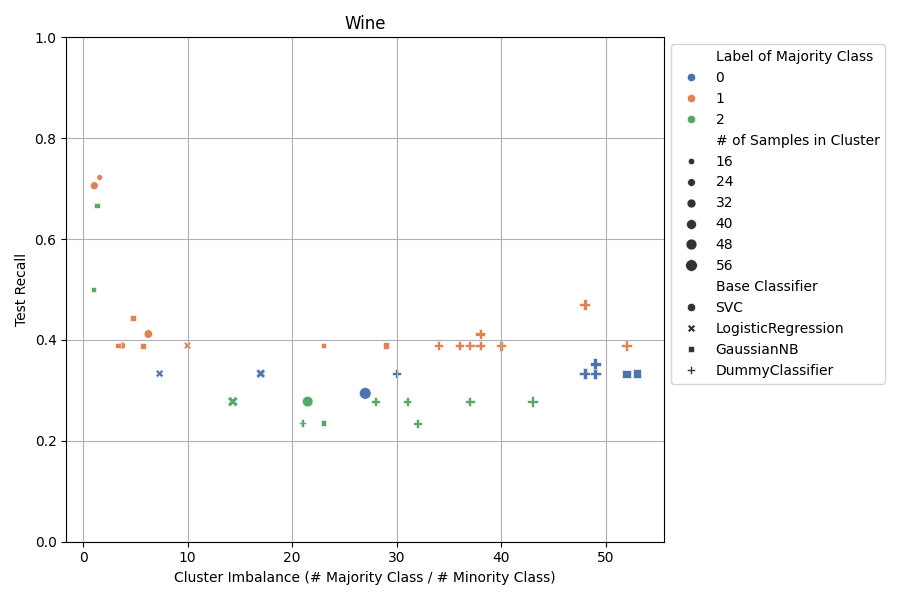 Wine
Test Recall
1.0
0.8
0.6
0.4
0.2
0.0
0 10 20 30 40 50
Cluster Imbalance (# Majority Class / # Minority Class)
Label of Majority Class
0
1
2
# of Samples in Cluster
16
24
32
40
48
56
Base Classifier
SVC
LogisticRegression
GaussianNB
DummyClassifier